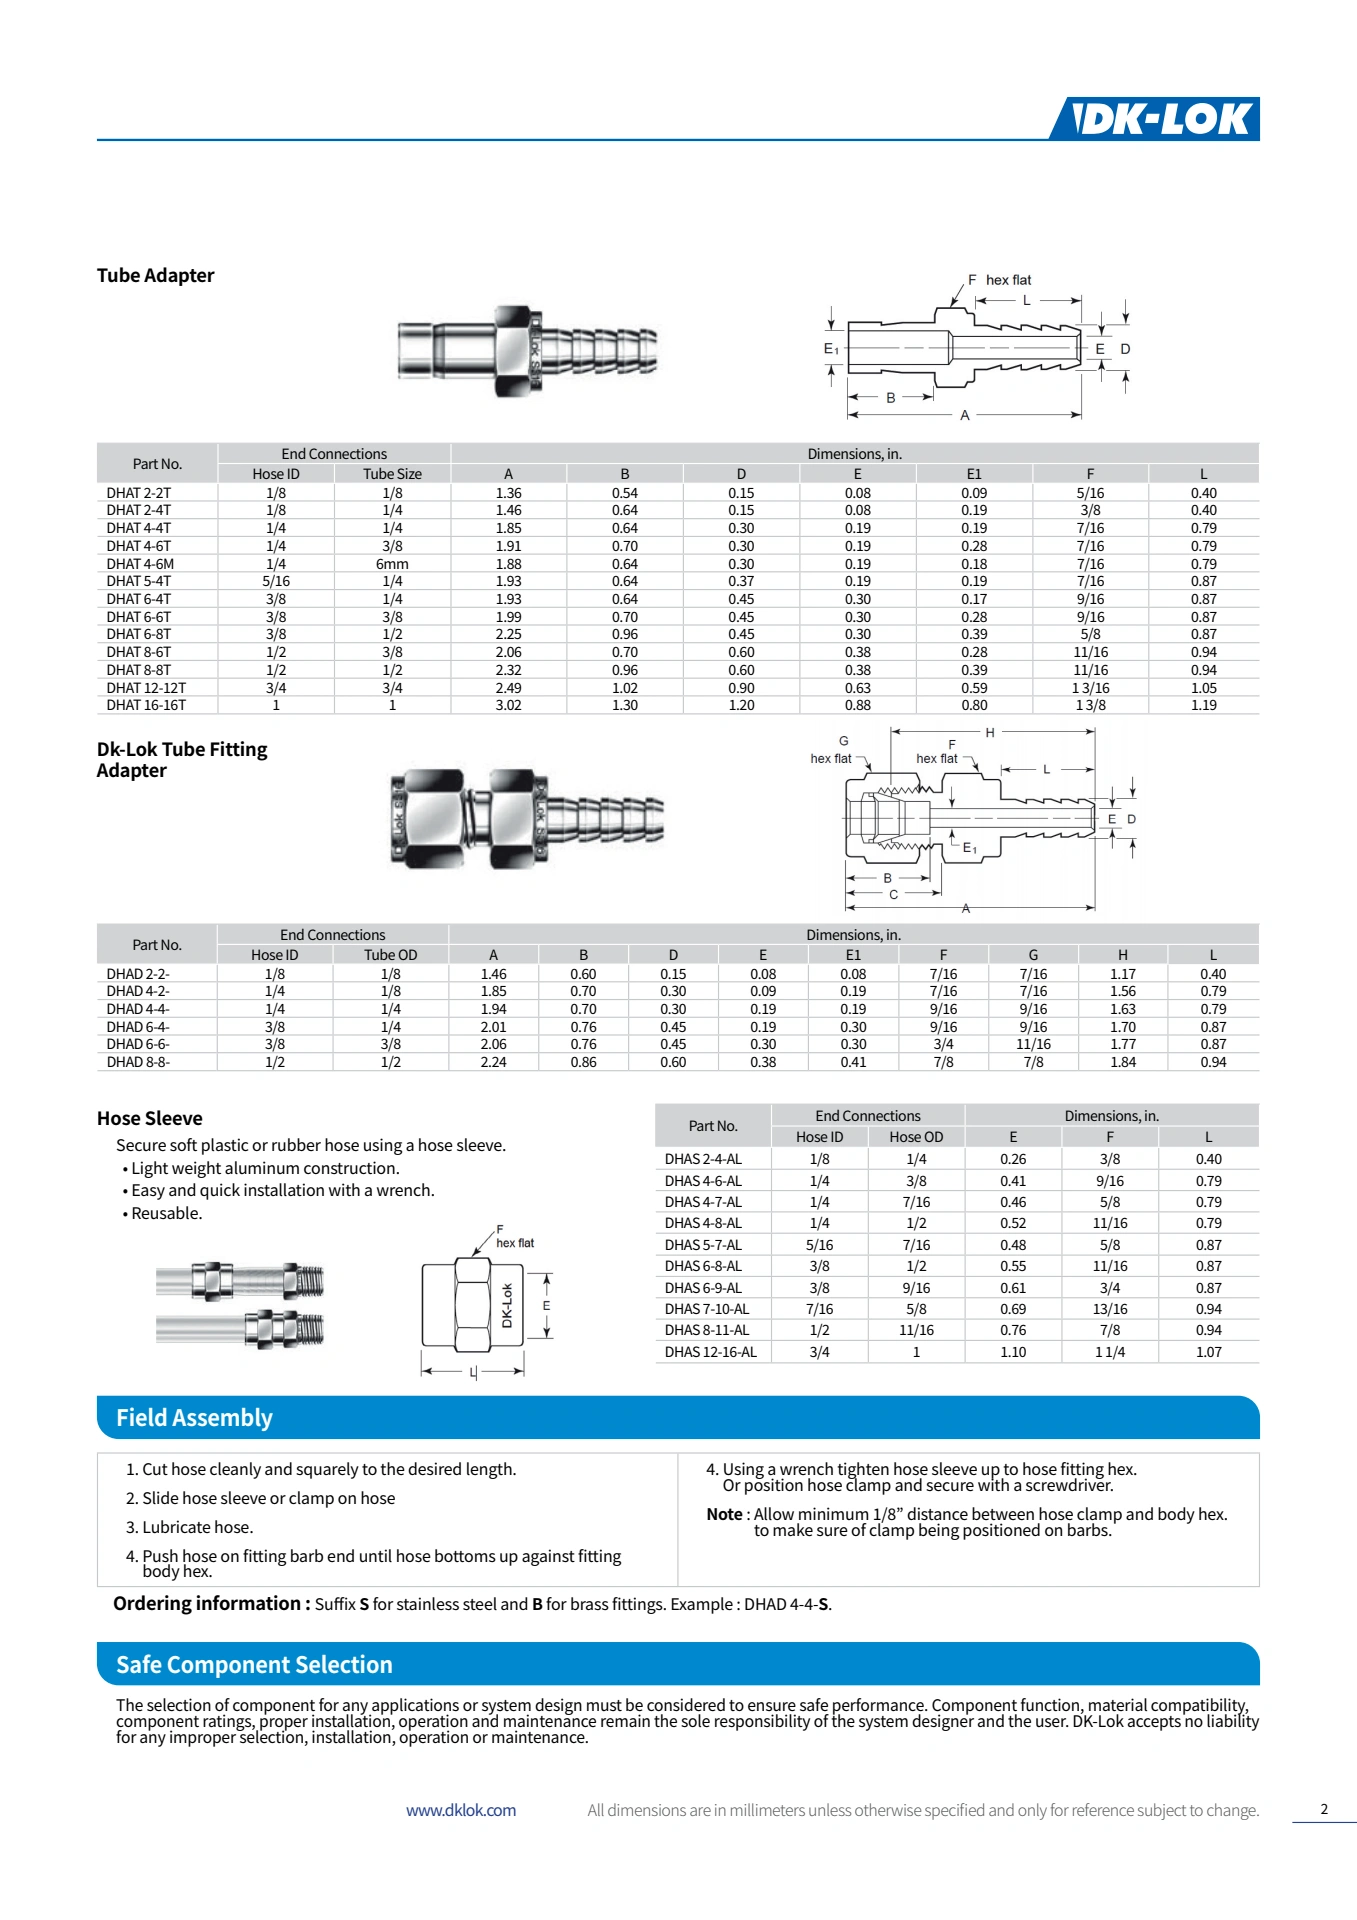 DK-LOK
Tube Adapter
DK-Lok S316
F hex flat
L
E1
E
D
B
A
Part No. End Connections Dimensions, in.
Hose ID Tube Size A B D E E1 F L
DHAT 2-2T 1/8 1/8 1.36 0.54 0.15 0.08 0.09 5/16 0.40
DHAT 2-4T 1/8 1/4 1.46 0.64 0.15 0.08 0.19 3/8 0.40
DHAT 4-4T 1/4 1/4 1.85 0.64 0.30 0.19 0.19 7/16 0.79
DHAT 4-6T 1/4 3/8 1.91 0.70 0.30 0.19 0.28 7/16 0.79
DHAT 4-6M 1/4 6mm 1.88 0.64 0.30 0.19 0.18 7/16 0.79
DHAT 5-4T 5/16 1/4 1.93 0.64 0.37 0.19 0.19 7/16 0.87
DHAT 6-4T 3/8 1/4 1.93 0.64 0.45 0.30 0.17 9/16 0.87
DHAT 6-6T 3/8 3/8 1.99 0.70 0.45 0.30 0.28 9/16 0.87
DHAT 6-8T 3/8 1/2 2.25 0.96 0.45 0.30 0.39 5/8 0.87
DHAT 8-6T 1/2 3/8 2.06 0.70 0.60 0.38 0.28 11/16 0.94
DHAT 8-8T 1/2 1/2 2.32 0.96 0.60 0.38 0.39 11/16 0.94
DHAT 12-12T 3/4 3/4 2.49 1.02 0.90 0.63 0.59 1 3/16 1.05
DHAT 16-16T 1 1 3.02 1.30 1.20 0.88 0.80 1 3/8 1.19
Dk-Lok Tube Fitting
Adapter
H
G
hex flat
F
hex flat
L
E D
E1
B
C
A
Part No. End Connections Dimensions, in.
Hose ID Tube OD A B D E E1 F G H L
DHAD 2-2- 1/8 1/8 1.46 0.60 0.15 0.08 0.08 7/16 7/16 1.17 0.40
DHAD 4-2- 1/4 1/8 1.85 0.70 0.30 0.09 0.19 7/16 7/16 1.56 0.79
DHAD 4-4- 1/4 1/4 1.94 0.70 0.30 0.19 0.19 9/16 9/16 1.63 0.79
DHAD 6-4- 3/8 1/4 2.01 0.76 0.45 0.19 0.30 9/16 9/16 1.70 0.87
DHAD 6-6- 3/8 3/8 2.06 0.76 0.45 0.30 0.30 3/4 11/16 1.77 0.87
DHAD 8-8- 1/2 1/2 2.24 0.86 0.60 0.38 0.41 7/8 7/8 1.84 0.94
Hose Sleeve
Secure soft plastic or rubber hose using a hose sleeve.
• Light weight aluminum construction.
• Easy and quick installation with a wrench.
• Reusable.
F
hex flat
DK-Lok
E
L
Part No. End Connections Dimensions, in.
Hose ID Hose OD E F L
DHAS 2-4-AL 1/8 1/4 0.26 3/8 0.40
DHAS 4-6-AL 1/4 3/8 0.41 9/16 0.79
DHAS 4-7-AL 1/4 7/16 0.46 5/8 0.79
DHAS 4-8-AL 1/4 1/2 0.52 11/16 0.79
DHAS 5-7-AL 5/16 7/16 0.48 5/8 0.87
DHAS 6-8-AL 3/8 1/2 0.55 11/16 0.87
DHAS 6-9-AL 3/8 9/16 0.61 3/4 0.87
DHAS 7-10-AL 7/16 5/8 0.69 13/16 0.94
DHAS 8-11-AL 1/2 11/16 0.76 7/8 0.94
DHAS 12-16-AL 3/4 1 1.10 1 1/4 1.07
Field Assembly
1. Cut hose cleanly and squarely to the desired length.
2. Slide hose sleeve or clamp on hose
3. Lubricate hose.
4. Push hose on fitting barb end until hose bottoms up against fitting
body hex.
4. Using a wrench tighten hose sleeve up to hose fitting hex.
Or position hose clamp and secure with a screwdriver.
Note : Allow minimum 1/8” distance between hose clamp and body hex.
to make sure of clamp being positioned on barbs.
Ordering information : Suffix S for stainless steel and B for brass fittings. Example : DHAD 4-4-S.
Safe Component Selection
The selection of component for any applications or system design must be considered to ensure safe performance. Component function, material compatibility,
component ratings, proper installation, operation and maintenance remain the sole responsibility of the system designer and the user. DK-Lok accepts no liability
for any improper selection, installation, operation or maintenance.
www.dklok.com All dimensions are in millimeters unless otherwise specified and only for reference subject to change. 2